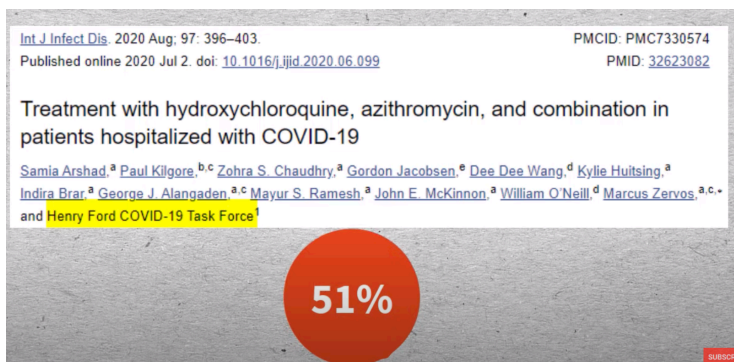 Int J Infect Dis. 2020 Aug; 97: 396–403.
PMCID: PMC7330574
Published online 2020 Jul 2. doi: 10.1016/j.ijid.2020.06.099
PMID: 32623082
Treatment with hydroxychloroquine, azithromycin, and combination in
patients hospitalized with COVID-19
Samia Arshad,a Paul Kilgore,b,c Zohra S. Chaudhry,a Gordon Jacobsen,e Dee Dee Wang,d Kylie Huitsing,a
Indira Brar,a George J. Alangaden,a,c Mayur S. Ramesh,a John E. McKinnon,a William O'Neill,d Marcus Zervos,a,c,*
and Henry Ford COVID-19 Task Force1
51%